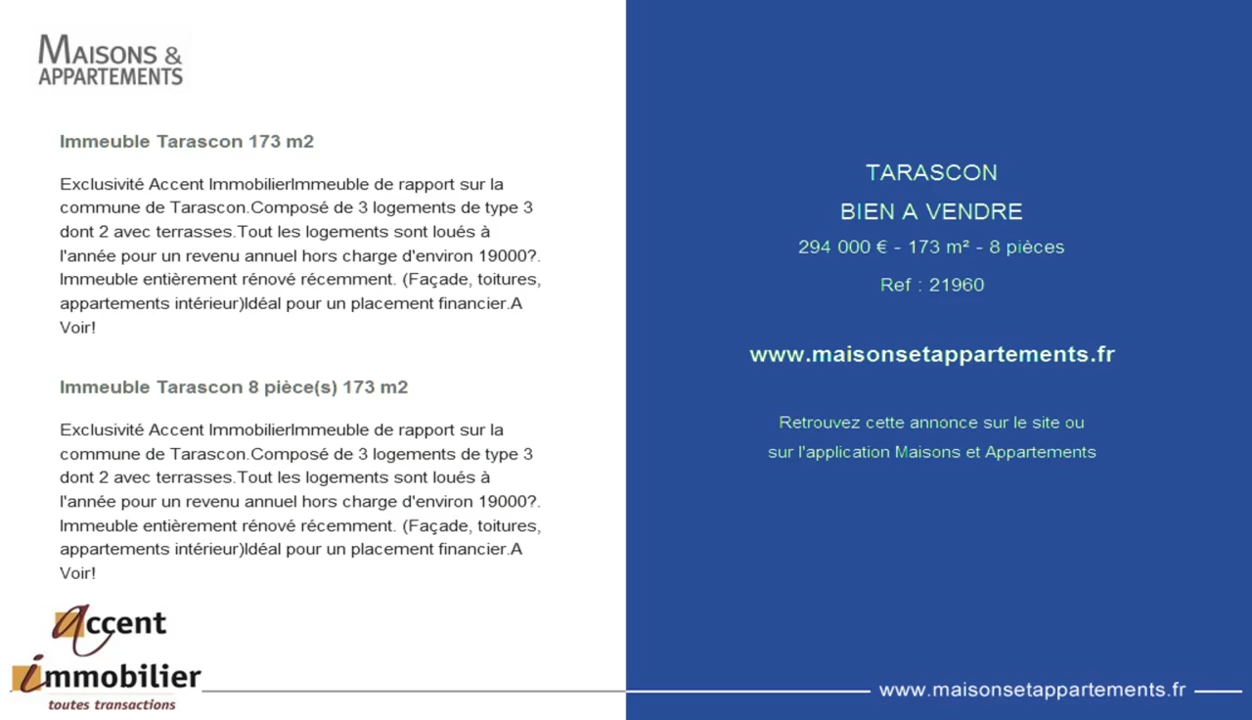 MAISONS &
APPARTEMENTS
Immeuble Tarascon 173 m2
Exclusivité Accent ImmobilierImmeuble de rapport sur la
commune de Tarascon.Composé de 3 logements de type 3
dont 2 avec terrasses.Tout les logements sont loués à
l'année pour un revenu annuel hors charge d'environ 19000?.
Immeuble entièrement rénové récemment. (Façade, toitures,
appartements intérieur)Idéal pour un placement financier.A
Voir!
Immeuble Tarascon 8 pièce(s) 173 m2
Exclusivité Accent ImmobilierImmeuble de rapport sur la
commune de Tarascon.Composé de 3 logements de type 3
dont 2 avec terrasses.Tout les logements sont loués à
l'année pour un revenu annuel hors charge d'environ 19000?.
Immeuble entièrement rénové récemment. (Façade, toitures,
appartements intérieur)Idéal pour un placement financier.A
Voir!
accent
immobilier
toutes transactions
TARASCON
BIEN A VENDRE
294 000 € - 173 m² - 8 pièces
Ref : 21960
www.maisonsetappartements.fr
Retrouvez cette annonce sur le site ou
sur l'application Maisons et Appartements
www.maisonsetappartements.fr